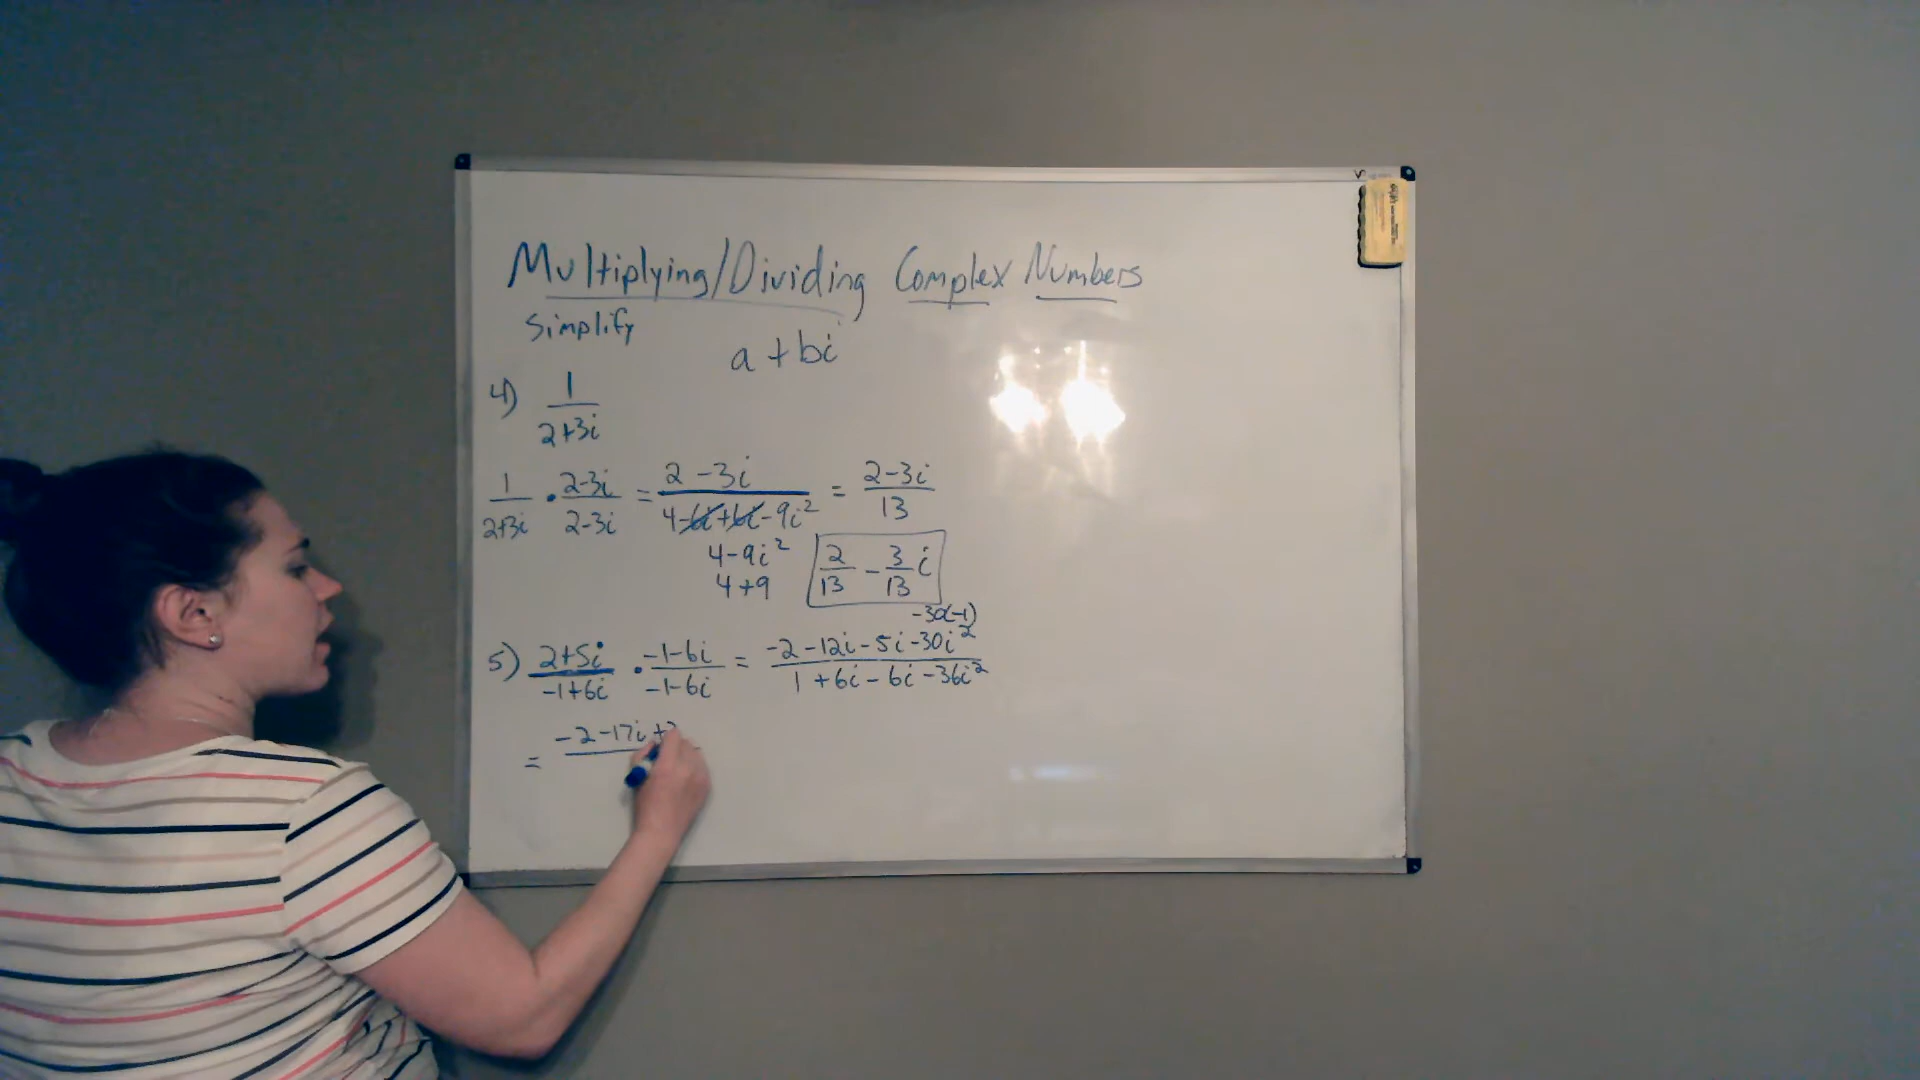 Multiplying/Dividing Complex Numbers
Simplify
a + bi
4) 1/(2+3i)
1/(2+3i) • (2-3i)/(2-3i) = (2-3i)/(4-6i+6i-9i²) = (2-3i)/13
4-9i²
4+9
2/13 - 3/13 i
-30(-1)
5) (2+5i)/(-1+6i) • (-1-6i)/(-1-6i) = (-2-12i-5i-30i²)/(1+6i-6i-36i²)
= -2-17i+